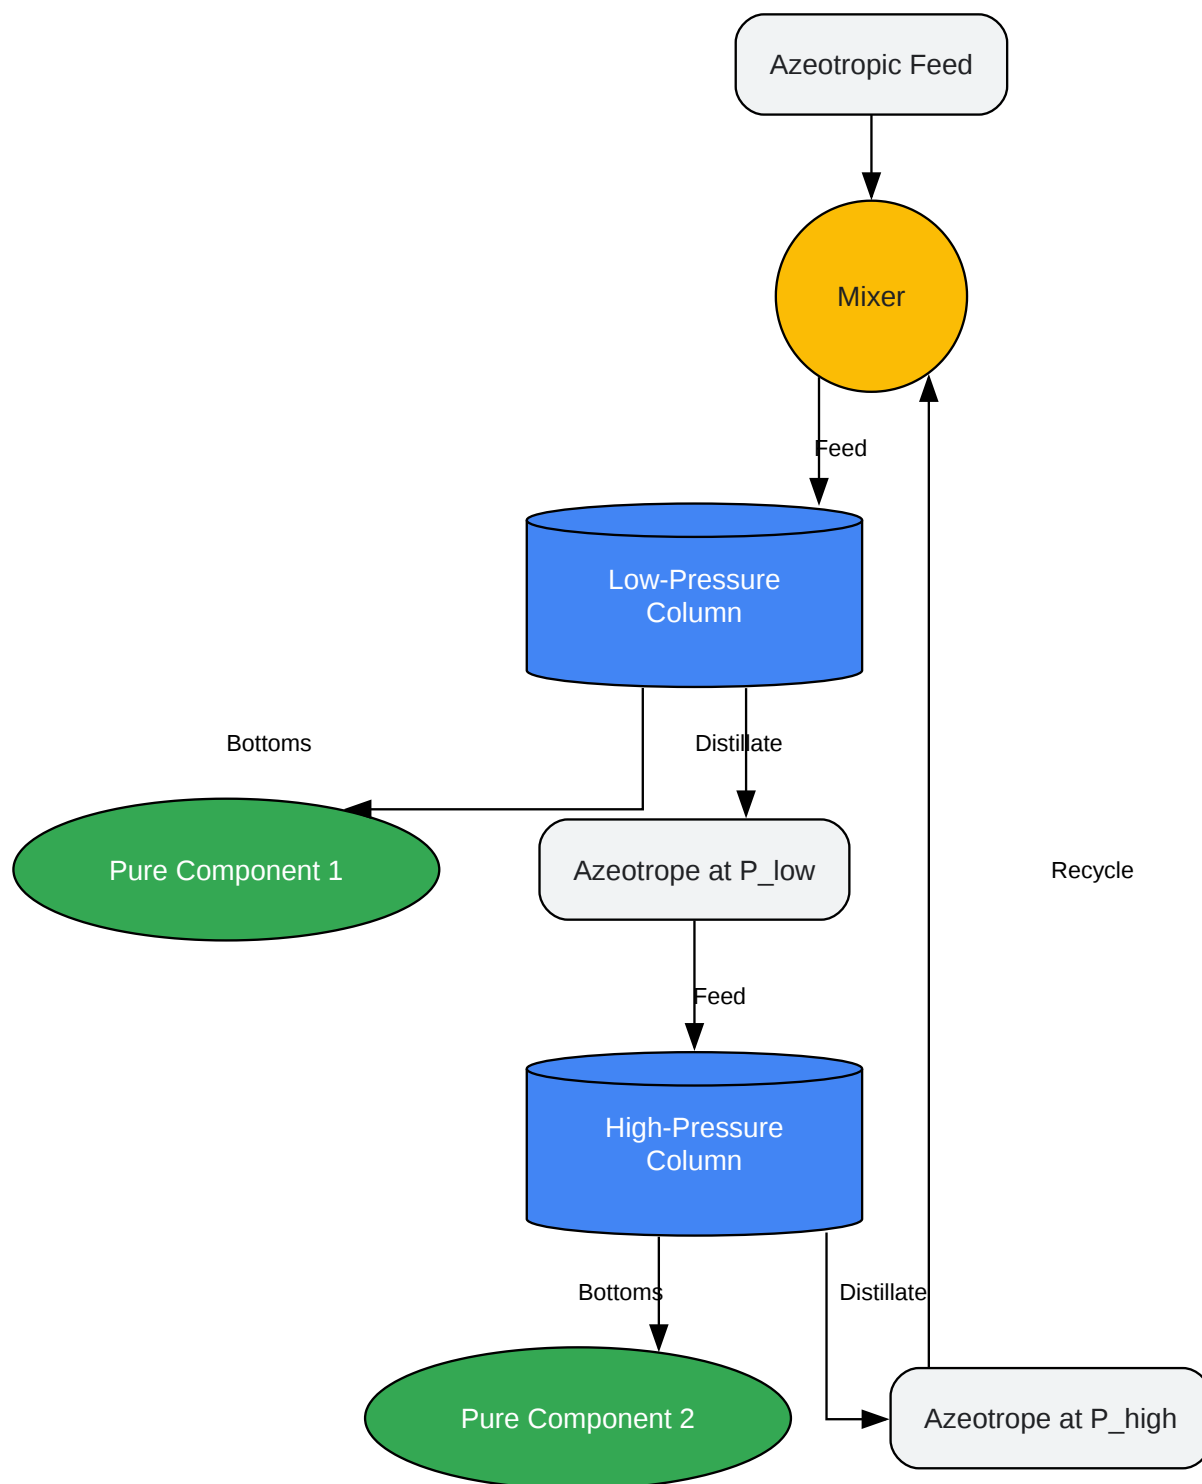 Azeotropic Feed
Mixer
Feed
Low-Pressure
Column
Bottoms
Distillate
Pure Component 1
Azeotrope at P_low
Recycle
Feed
High-Pressure
Column
Bottoms
Distillate
Pure Component 2
Azeotrope at P_high